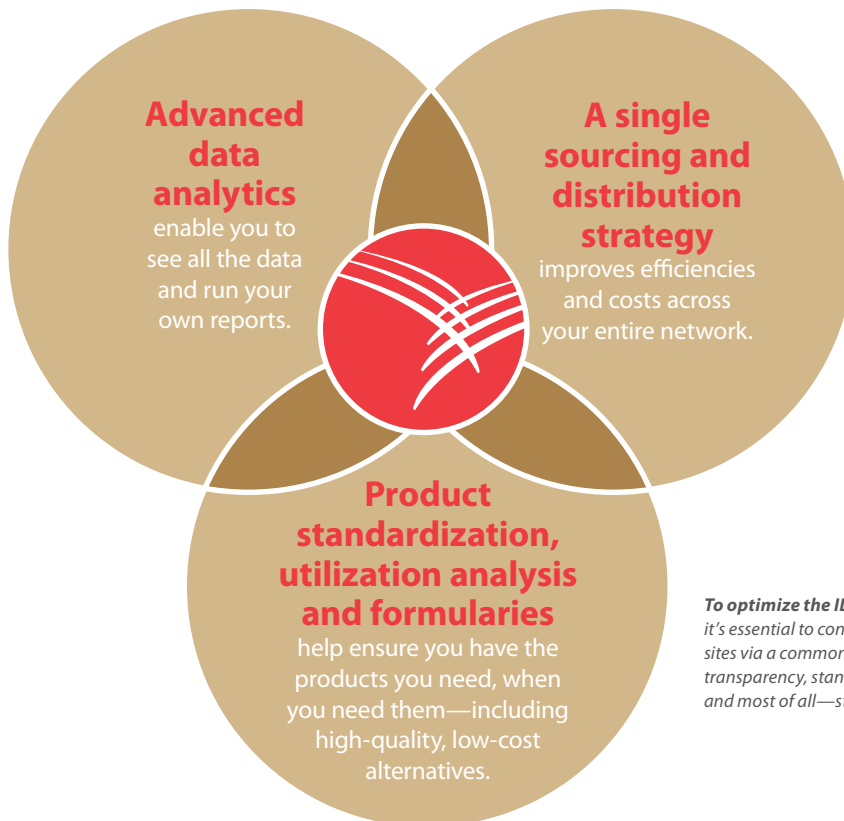 Advanced
data
analytics
enable you to
see all the data
and run your
own reports.
A single
sourcing and
distribution
strategy
improves efficiencies
and costs across
your entire network.
Product
standardization,
utilization analysis
and formularies
help ensure you have the
products you need, when
you need them—including
high-quality, low-cost
alternatives.
To optimize the
it's essential to
sites via a common
transparency,
and most of all—